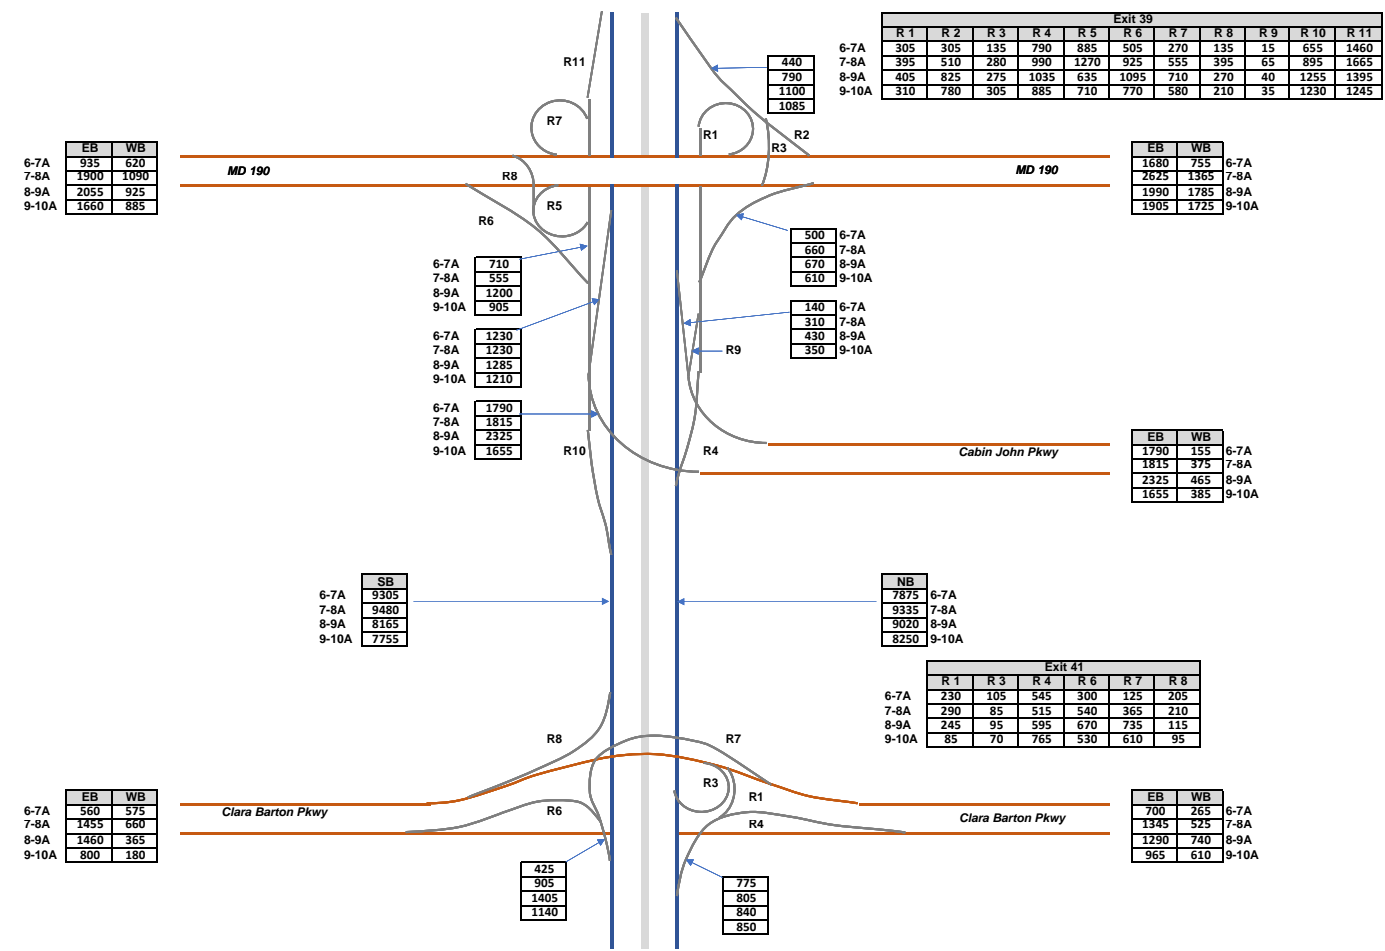 Exit 39
R 1 R 2 R 3 R 4 R 5 R 6 R 7 R 8 R 9 R 10 R 11
6-7A 305 305 135 790 885 505 270 135 15 655 1460
7-8A 395 510 280 990 1270 925 555 395 65 895 1665
8-9A 405 825 275 1035 635 1095 710 270 40 1255 1395
9-10A 310 780 305 885 710 770 580 210 35 1230 1245
R11
440
790
1100
1085
R7
R1
R2
R3
EB WB
6-7A 935 620
7-8A 1900 1090
8-9A 2055 925
9-10A 1660 885
MD 190
R8
MD 190
EB WB
1680 755 6-7A
2625 1365 7-8A
1990 1785 8-9A
1905 1725 9-10A
R5
R6
500 6-7A
660 7-8A
670 8-9A
610 9-10A
6-7A 710
7-8A 555
8-9A 1200
9-10A 905
140 6-7A
310 7-8A
430 8-9A
350 9-10A
R9
6-7A 1230
7-8A 1230
8-9A 1285
9-10A 1210
6-7A 1790
7-8A 1815
8-9A 2325
9-10A 1655
R10
R4
Cabin John Pkwy
EB WB
1790 155 6-7A
1815 375 7-8A
2325 465 8-9A
1655 385 9-10A
SB
6-7A 9305
7-8A 9480
8-9A 8165
9-10A 7755
NB
7875 6-7A
9335 7-8A
9020 8-9A
8250 9-10A
Exit 41
R 1 R 3 R 4 R 6 R 7 R 8
6-7A 230 105 545 300 125 205
7-8A 290 85 515 540 365 210
8-9A 245 95 595 670 735 115
9-10A 85 70 765 530 610 95
R8
R7
R3
R1
R6
R4
EB WB
6-7A 560 575
7-8A 1455 660
8-9A 1460 365
9-10A 800 180
Clara Barton Pkwy
Clara Barton Pkwy
EB WB
700 265 6-7A
1345 525 7-8A
1290 740 8-9A
965 610 9-10A
425
905
1405
1140
775
805
840
850